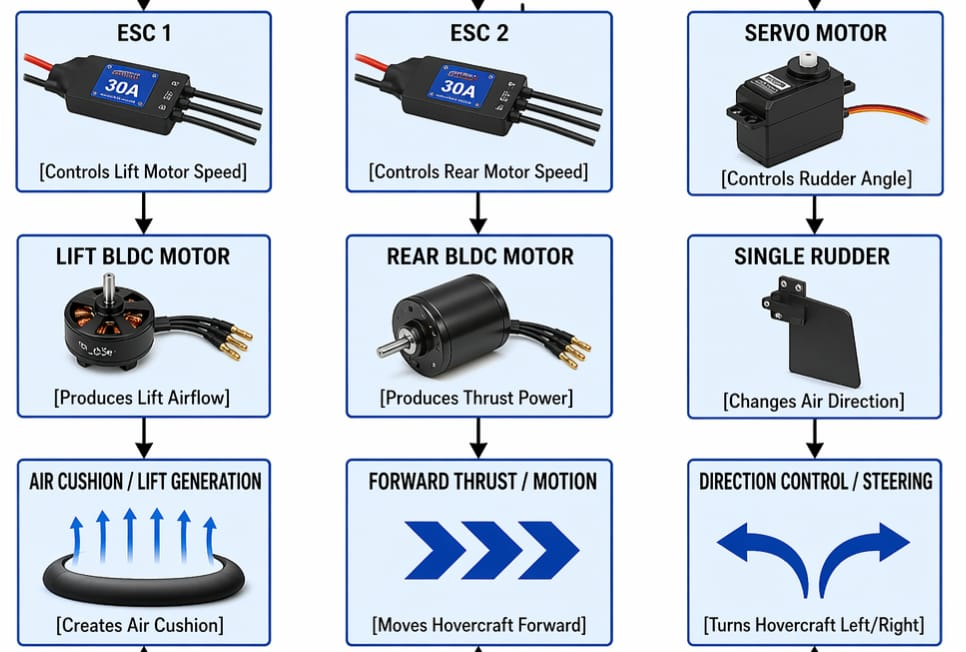 ESC 1
ESC 2
SERVO MOTOR
30A
30A
[Controls Lift Motor Speed]
[Controls Rear Motor Speed]
[Controls Rudder Angle]
LIFT BLDC MOTOR
REAR BLDC MOTOR
SINGLE RUDDER
[Produces Lift Airflow]
[Produces Thrust Power]
[Changes Air Direction]
AIR CUSHION / LIFT GENERATION
FORWARD THRUST / MOTION
DIRECTION CONTROL / STEERING
[Creates Air Cushion]
[Moves Hovercraft Forward]
[Turns Hovercraft Left/Right]